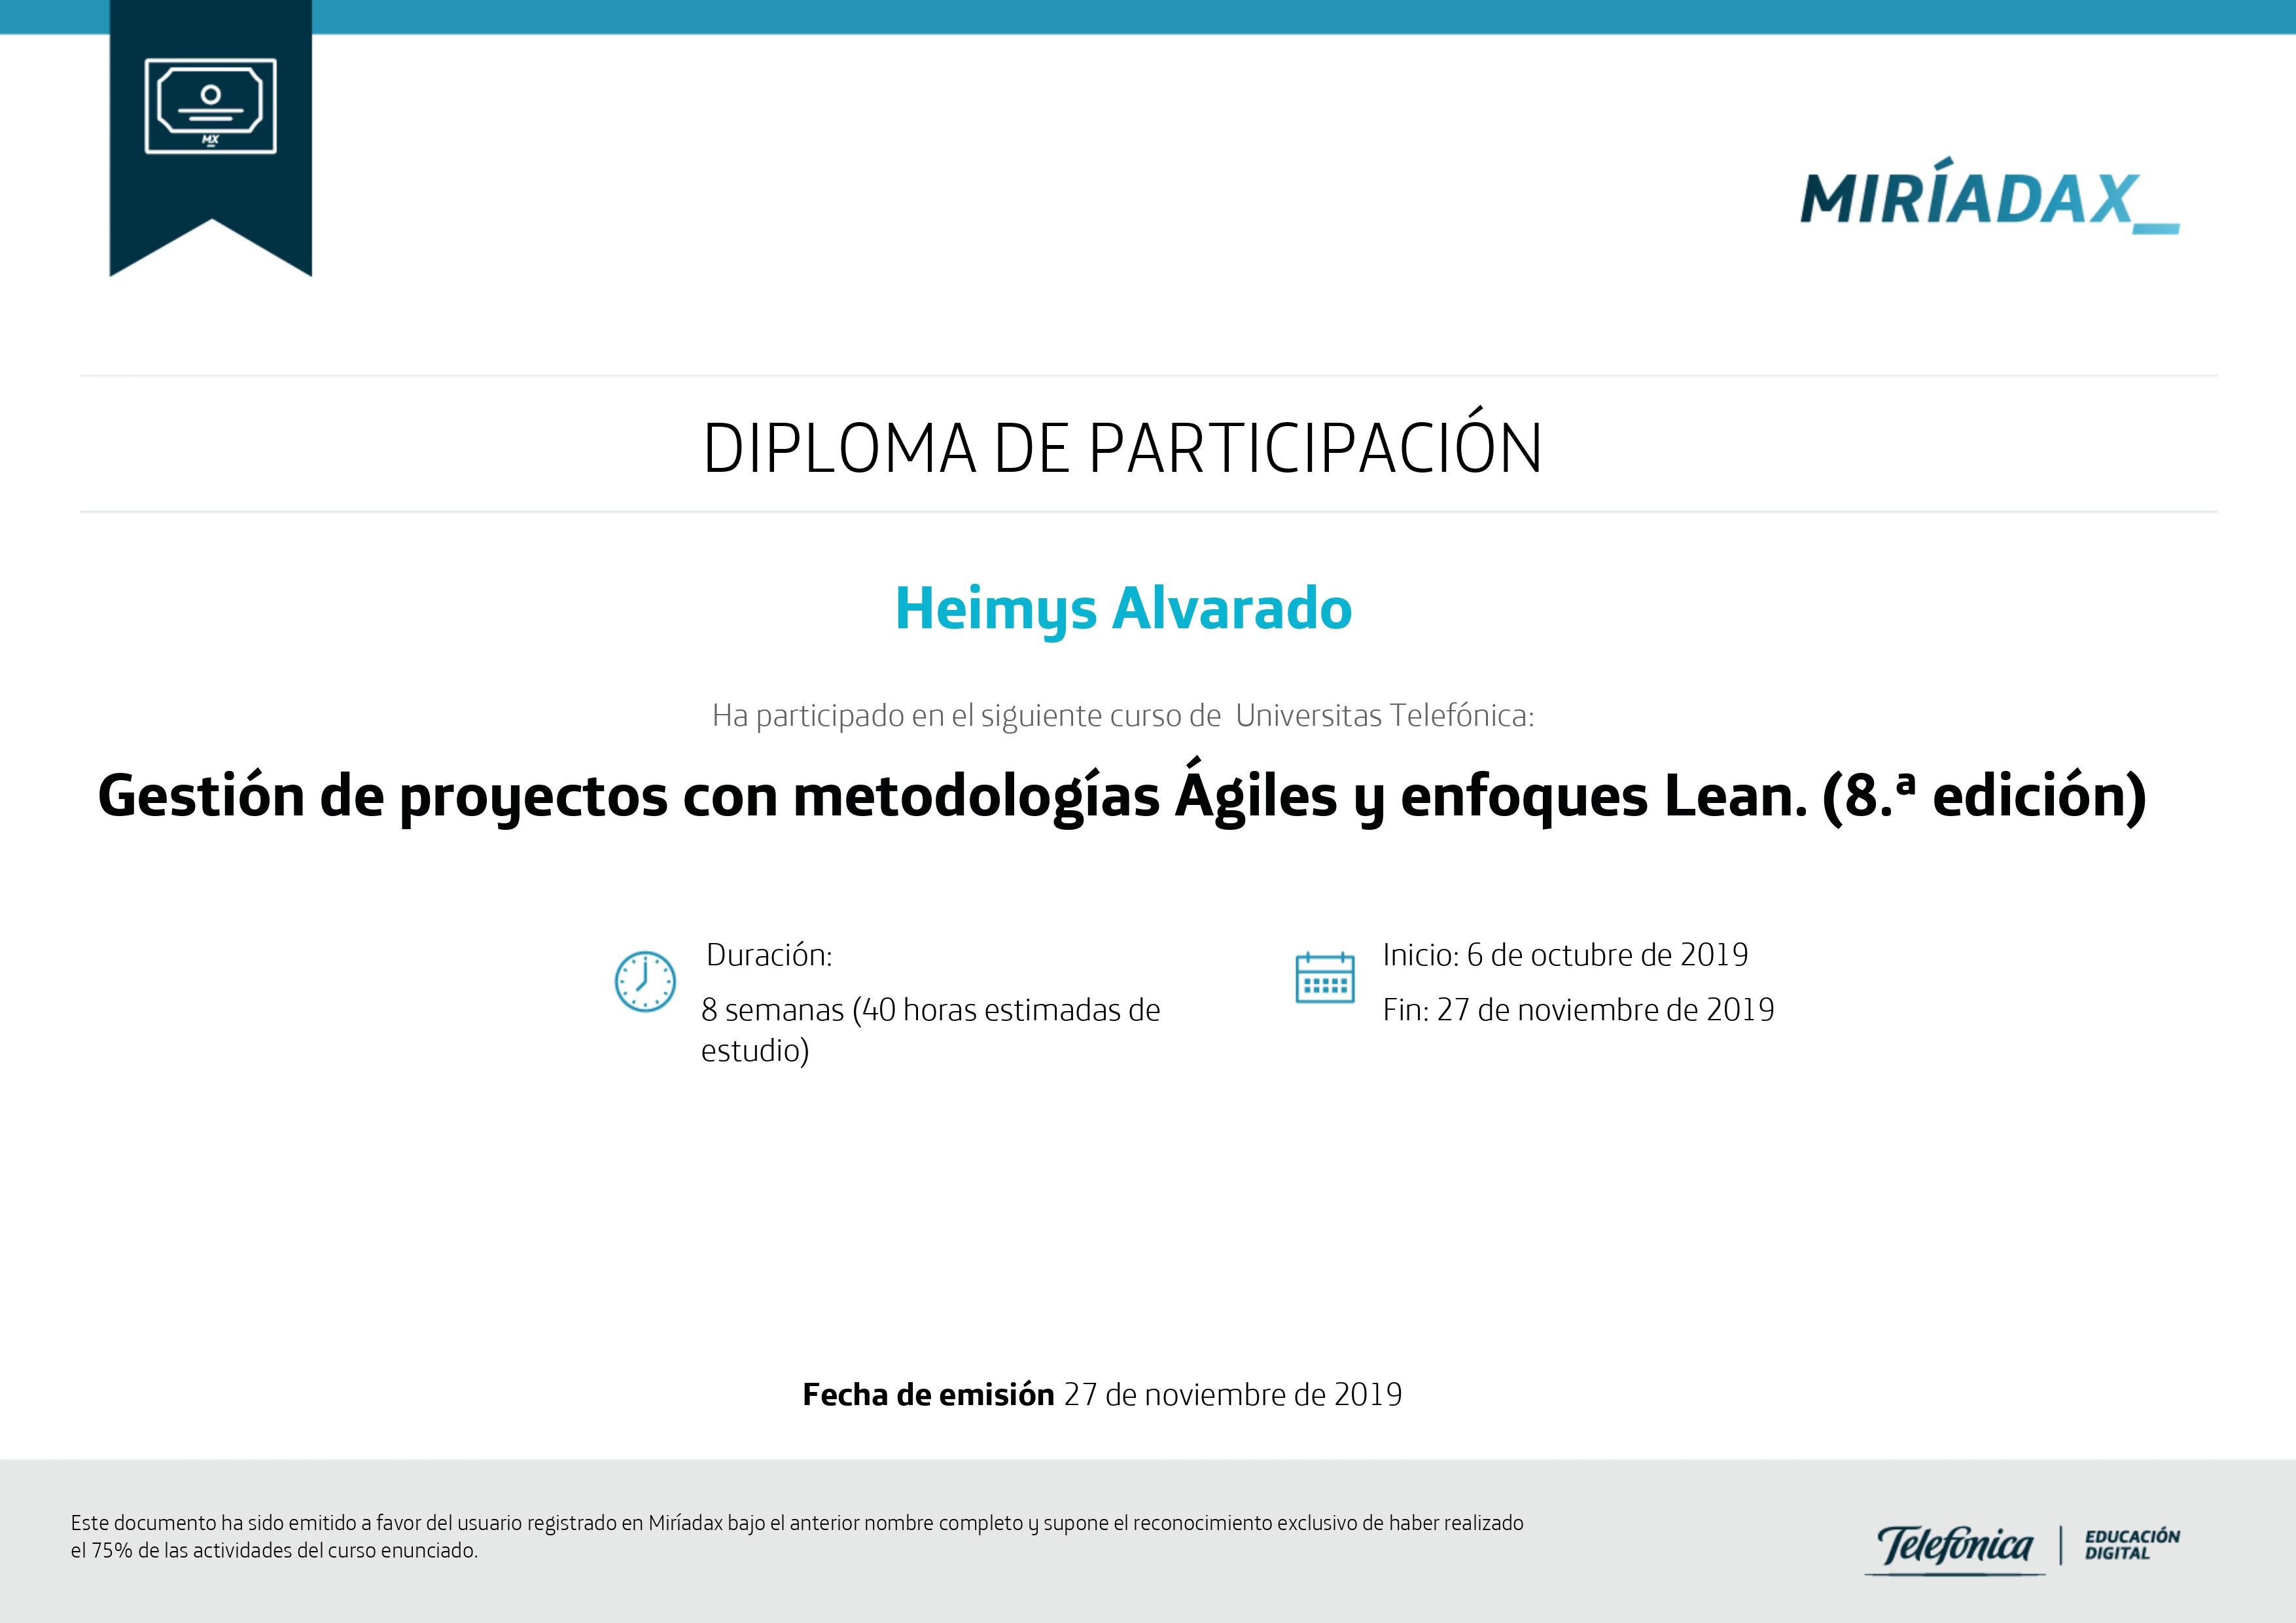 MX
MIRÍADAX_
DIPLOMA DE PARTICIPACIÓN
Heimys Alvarado
Ha participado en el siguiente curso de Universitas Telefónica:
Gestión de proyectos con metodologías Ágiles y enfoques Lean. (8.ª edición)
Duración:
8 semanas (40 horas estimadas de
estudio)
Inicio: 6 de octubre de 2019
Fin: 27 de noviembre de 2019
Fecha de emisión 27 de noviembre de 2019
Este documento ha sido emitido a favor del usuario registrado en Miríadax bajo el anterior nombre completo y supone el reconocimiento exclusivo de haber realizado
el 75% de las actividades del curso enunciado.
Telefónica
EDUCACIÓN
DIGITAL